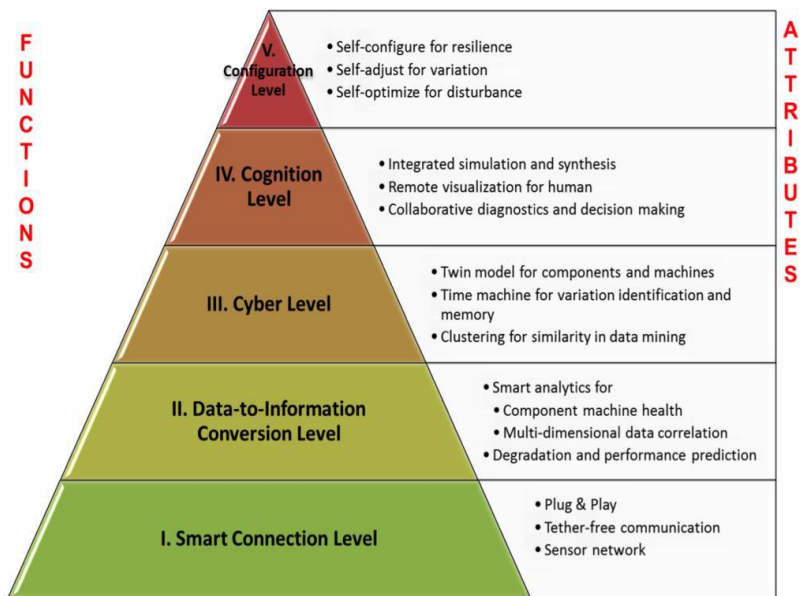 FUNCTIONS
ATTRIBUTES
V.
Configuration
Level
• Self-configure for resilience
• Self-adjust for variation
• Self-optimize for disturbance
IV. Cognition
Level
• Integrated simulation and synthesis
• Remote visualization for human
• Collaborative diagnostics and decision making
III. Cyber Level
• Twin model for components and machines
• Time machine for variation identification and
memory
• Clustering for similarity in data mining
II. Data-to-Information
Conversion Level
• Smart analytics for
• Component machine health
• Multi-dimensional data correlation
• Degradation and performance prediction
I. Smart Connection Level
• Plug & Play
• Tether-free communication
• Sensor network